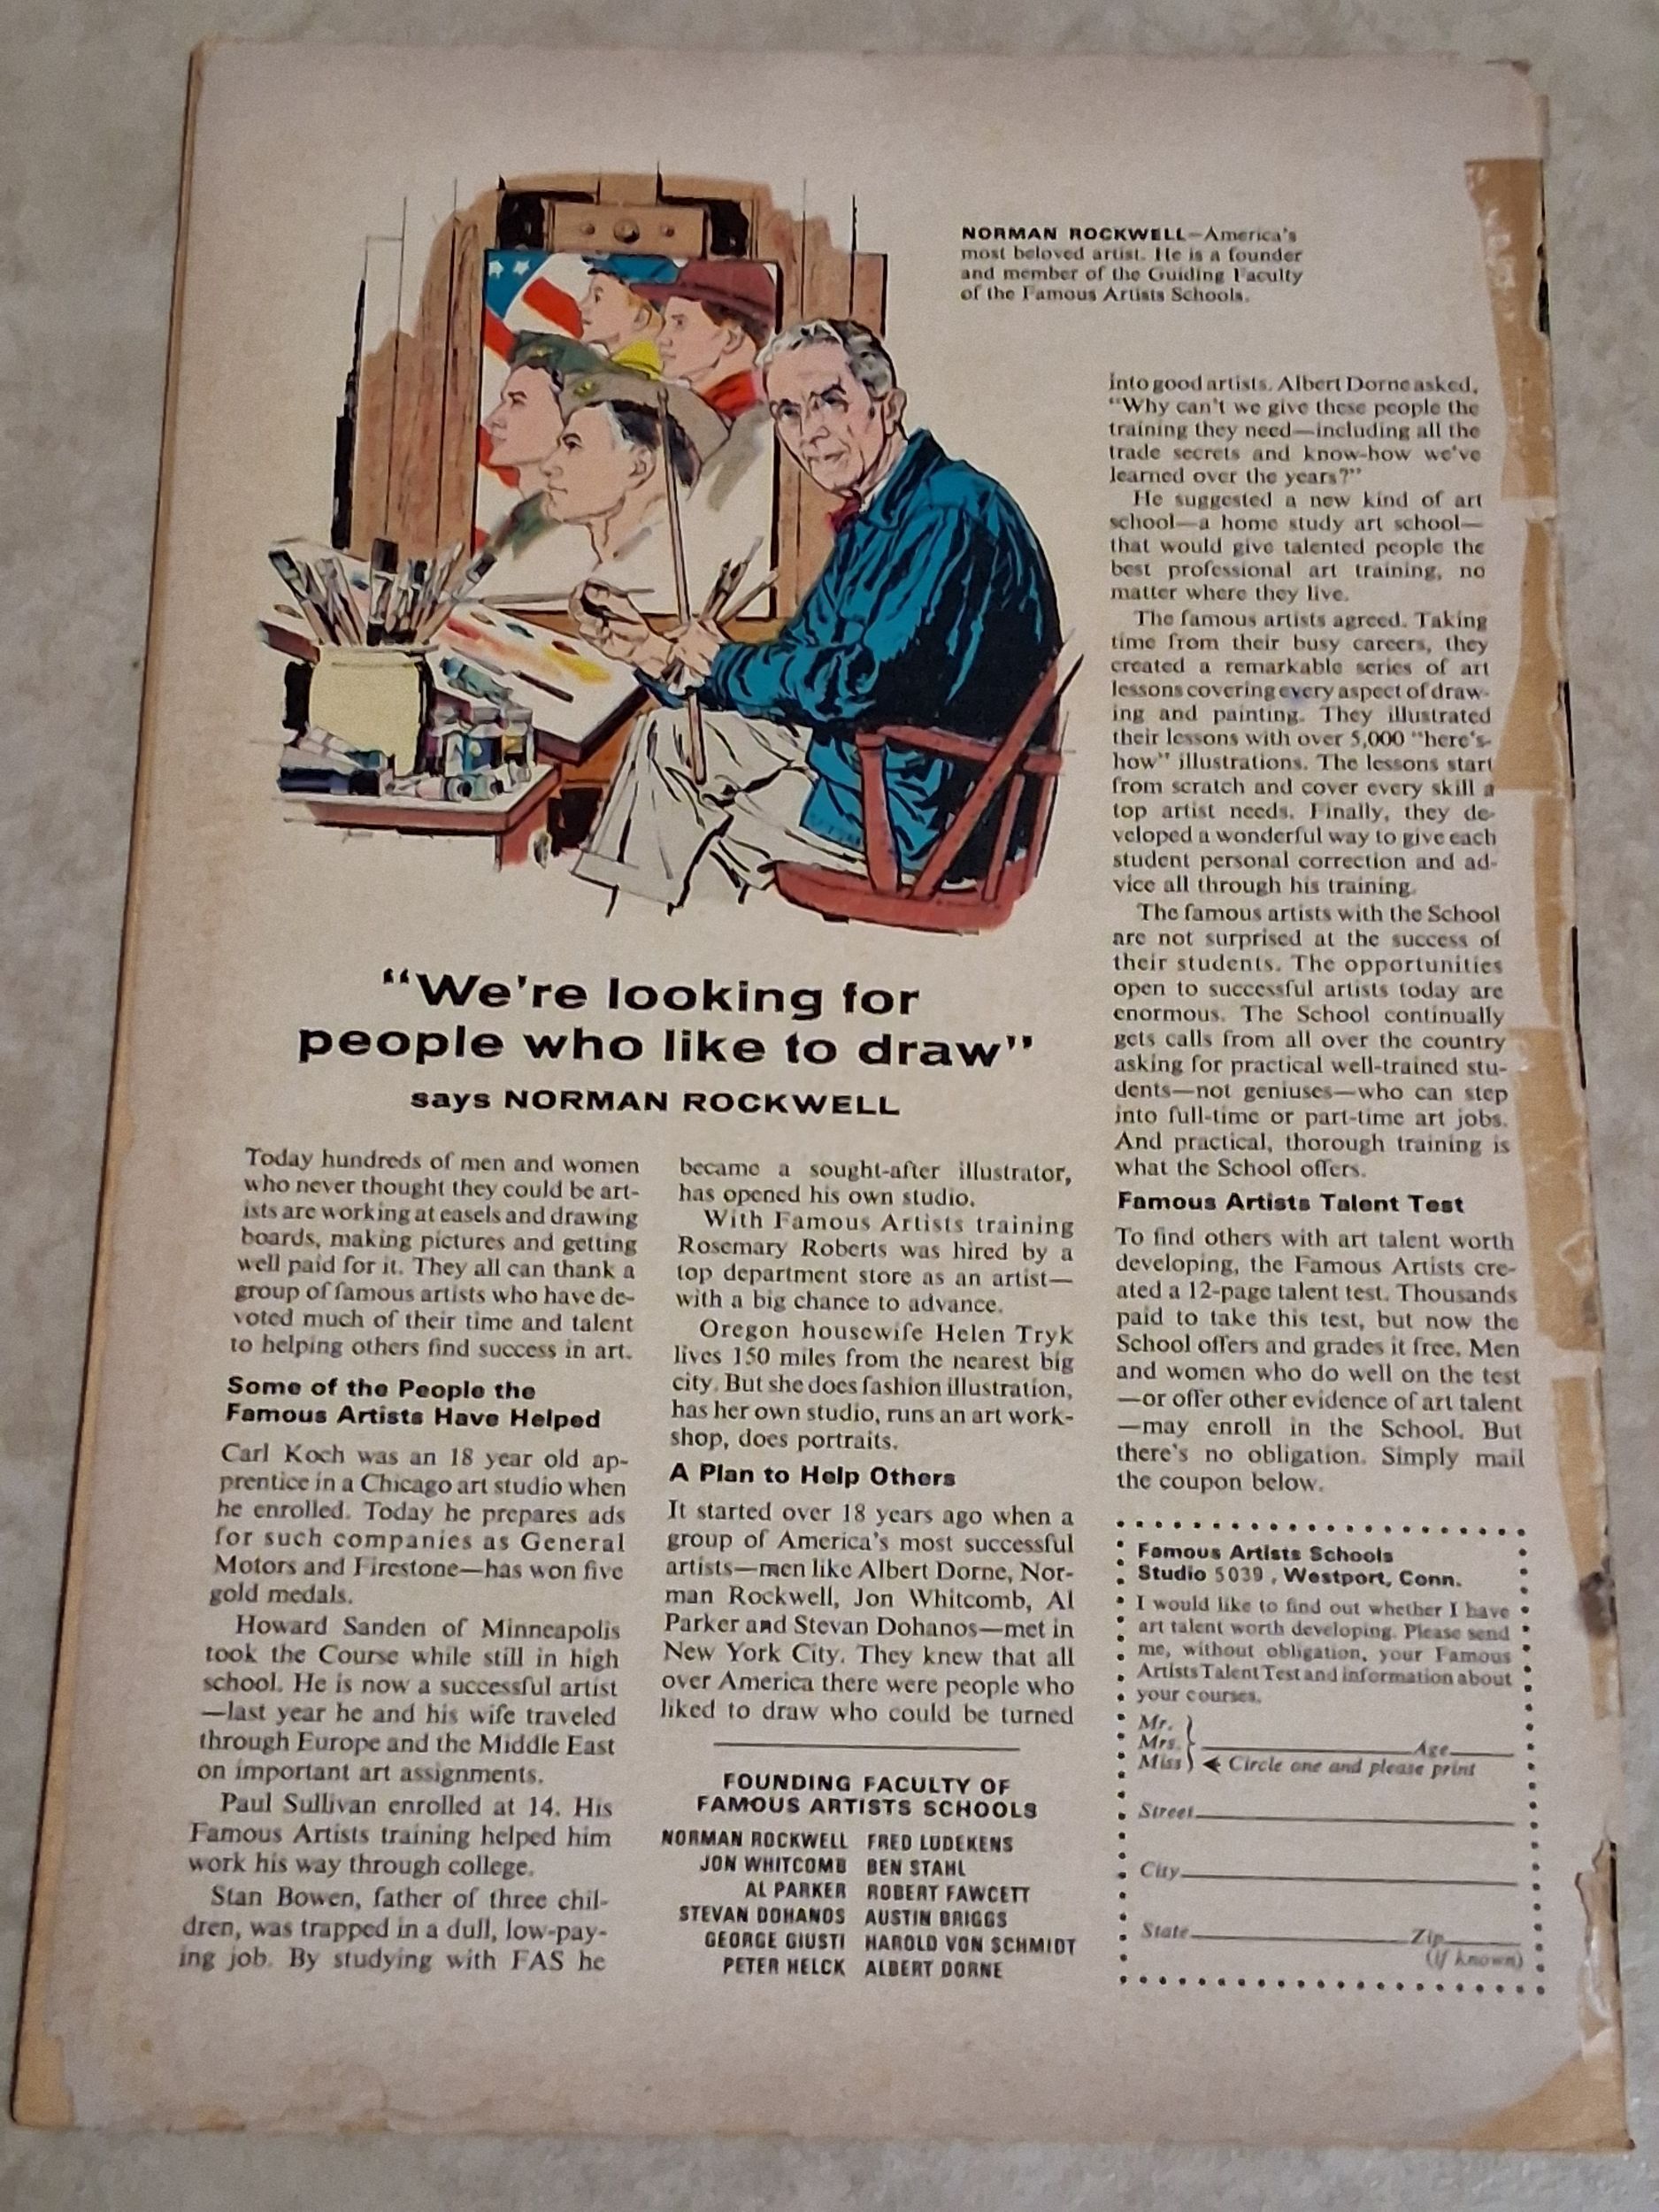 NORMAN ROCKWELL—America's
most beloved artist. He is a founder
and member of the Guiding Faculty
of the Famous Artists Schools.
"We're looking for
people who like to draw"
says NORMAN ROCKWELL
Today hundreds of men and women
who never thought they could be art-
ists are working at easels and drawing
boards, making pictures and getting
well paid for it. They all can thank a
group of famous artists who have de-
voted much of their time and talent
to helping others find success in art.
Some of the People the
Famous Artists Have Helped
Carl Koch was an 18 year old ap-
prentice in a Chicago art studio when
he enrolled. Today he prepares ads
for such companies as General
Motors and Firestone—has won five
gold medals.
Howard Sanden of Minneapolis
took the Course while still in high
school. He is now a successful artist
—last year he and his wife traveled
through Europe and the Middle East
on important art assignments.
Paul Sullivan enrolled at 14. His
Famous Artists training helped him
work his way through college.
Stan Bowen, father of three chil-
dren, was trapped in a dull, low-pay-
ing job. By studying with FAS he
became a sought-after illustrator,
has opened his own studio.
With Famous Artists training
Rosemary Roberts was hired by a
top department store as an artist—
with a big chance to advance.
Oregon housewife Helen Tryk
lives 150 miles from the nearest big
city. But she does fashion illustration,
has her own studio, runs an art work-
shop, does portraits.
A Plan to Help Others
It started over 18 years ago when a
group of America's most successful
artists—men like Albert Dorne, Nor-
man Rockwell, Jon Whitcomb, Al
Parker and Stevan Dohanos—met in
New York City. They knew that all
over America there were people who
liked to draw who could be turned
FOUNDING FACULTY OF
FAMOUS ARTISTS SCHOOLS
NORMAN ROCKWELL FRED LUDEKENS
JON WHITCOMB BEN STAHL
AL PARKER ROBERT FAWCETT
STEVAN DOHANOS AUSTIN BRIGGS
GEORGE GIUSTI HAROLD VON SCHMIDT
PETER HELCK ALBERT DORNE
into good artists. Albert Dorne asked,
"Why can't we give these people the
training they need—including all the
trade secrets and know-how we've
learned over the years?"
He suggested a new kind of art
school—a home study art school—
that would give talented people the
best professional art training, no
matter where they live.
The famous artists agreed. Taking
time from their busy careers, they
created a remarkable series of art
lessons covering every aspect of draw-
ing and painting. They illustrated
their lessons with over 5,000 "here's-
how" illustrations. The lessons start
from scratch and cover every skill a
top artist needs. Finally, they de-
veloped a wonderful way to give each
student personal correction and ad-
vice all through his training.
The famous artists with the School
are not surprised at the success of
their students. The opportunities
open to successful artists today are
enormous. The School continually
gets calls from all over the country
asking for practical well-trained stu-
dents—not geniuses—who can step
into full-time or part-time art jobs.
And practical, thorough training is
what the School offers.
Famous Artists Talent Test
To find others with art talent worth
developing, the Famous Artists cre-
ated a 12-page talent test. Thousands
paid to take this test, but now the
School offers and grades it free. Men
and women who do well on the test
—or offer other evidence of art talent
—may enroll in the School. But
there's no obligation. Simply mail
the coupon below.
Famous Artists Schools
Studio 5039, Westport, Conn.
I would like to find out whether I have
art talent worth developing. Please send
me, without obligation, your Famous
Artists Talent Test and information about
your courses.
Mr.
Mrs. Age
Miss Circle one and please print
Street
City
State Zip
(if known)